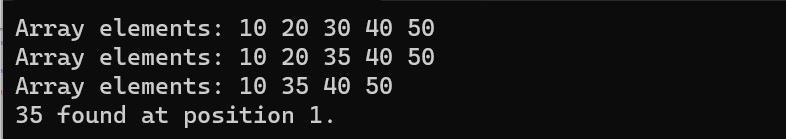 Array elements: 10 20 30 40 50
Array elements: 10 20 35 40 50
Array elements: 10 35 40 50
35 found at position 1.